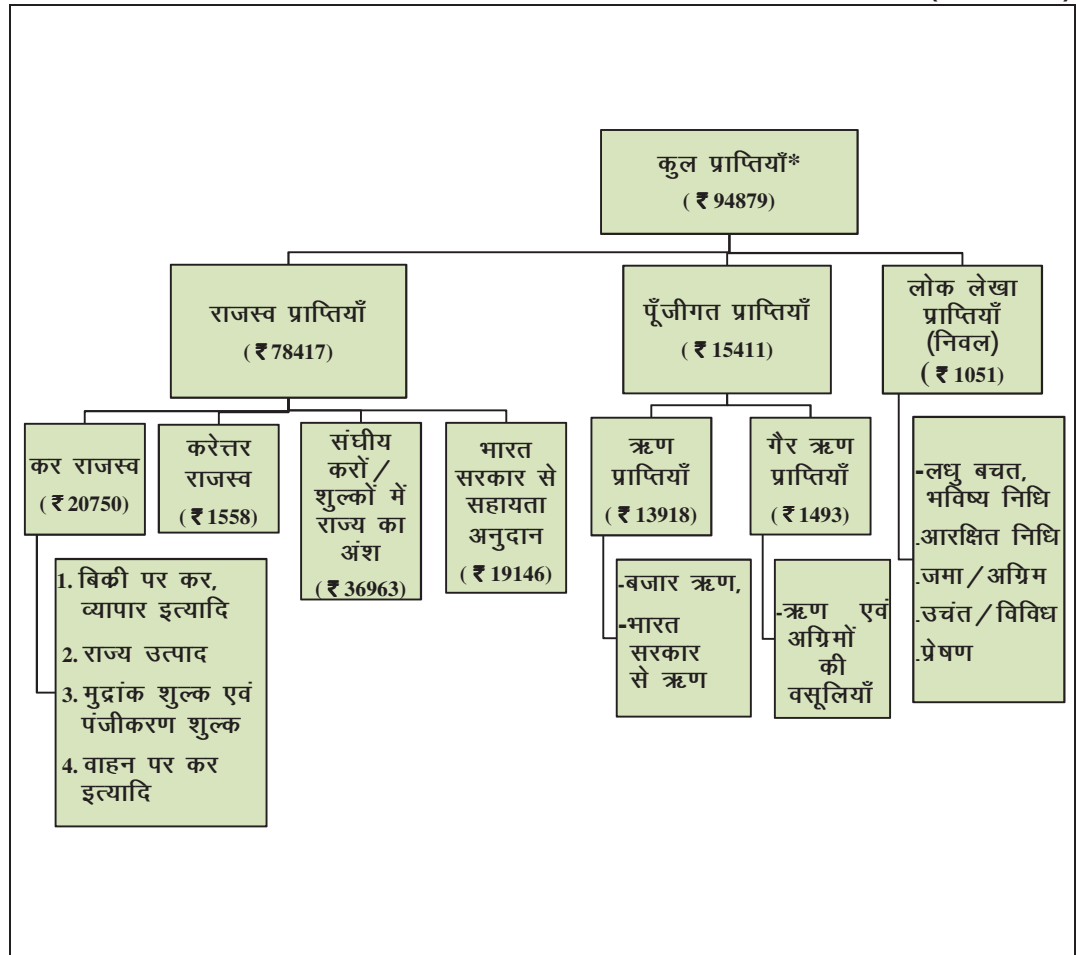 कुल प्राप्तियाँ*
( ₹ 94879)
राजस्व प्राप्तियाँ
( ₹ 78417)
पूँजीगत प्राप्तियाँ
( ₹ 15411)
लोक लेखा
प्राप्तियाँ
(निवल)
( ₹ 1051)
कर राजस्व
( ₹ 20750)
करेत्तर
राजस्व
( ₹ 1558)
संघीय
करों/
शुल्कों में
राज्य का
अंश
( ₹ 36963)
भारत
सरकार से
सहायता
अनुदान
( ₹ 19146)
ऋण
प्राप्तियाँ
( ₹ 13918)
गैर ऋण
प्राप्तियाँ
( ₹ 1493)
1. बिक्री पर कर,
व्यापार इत्यादि
2. राज्य उत्पाद
3. मुद्रांक शुल्क एवं
पंजीकरण शुल्क
4. वाहन पर कर
इत्यादि
-बजार ऋण,
-भारत
सरकार
से ऋण
-ऋण एवं
अग्रिमों
की
वसूलियाँ
-लधु बचत,
भविष्य निधि
.आरक्षित निधि
.जमा/अग्रिम
.उचंत/विविध
.प्रेषण